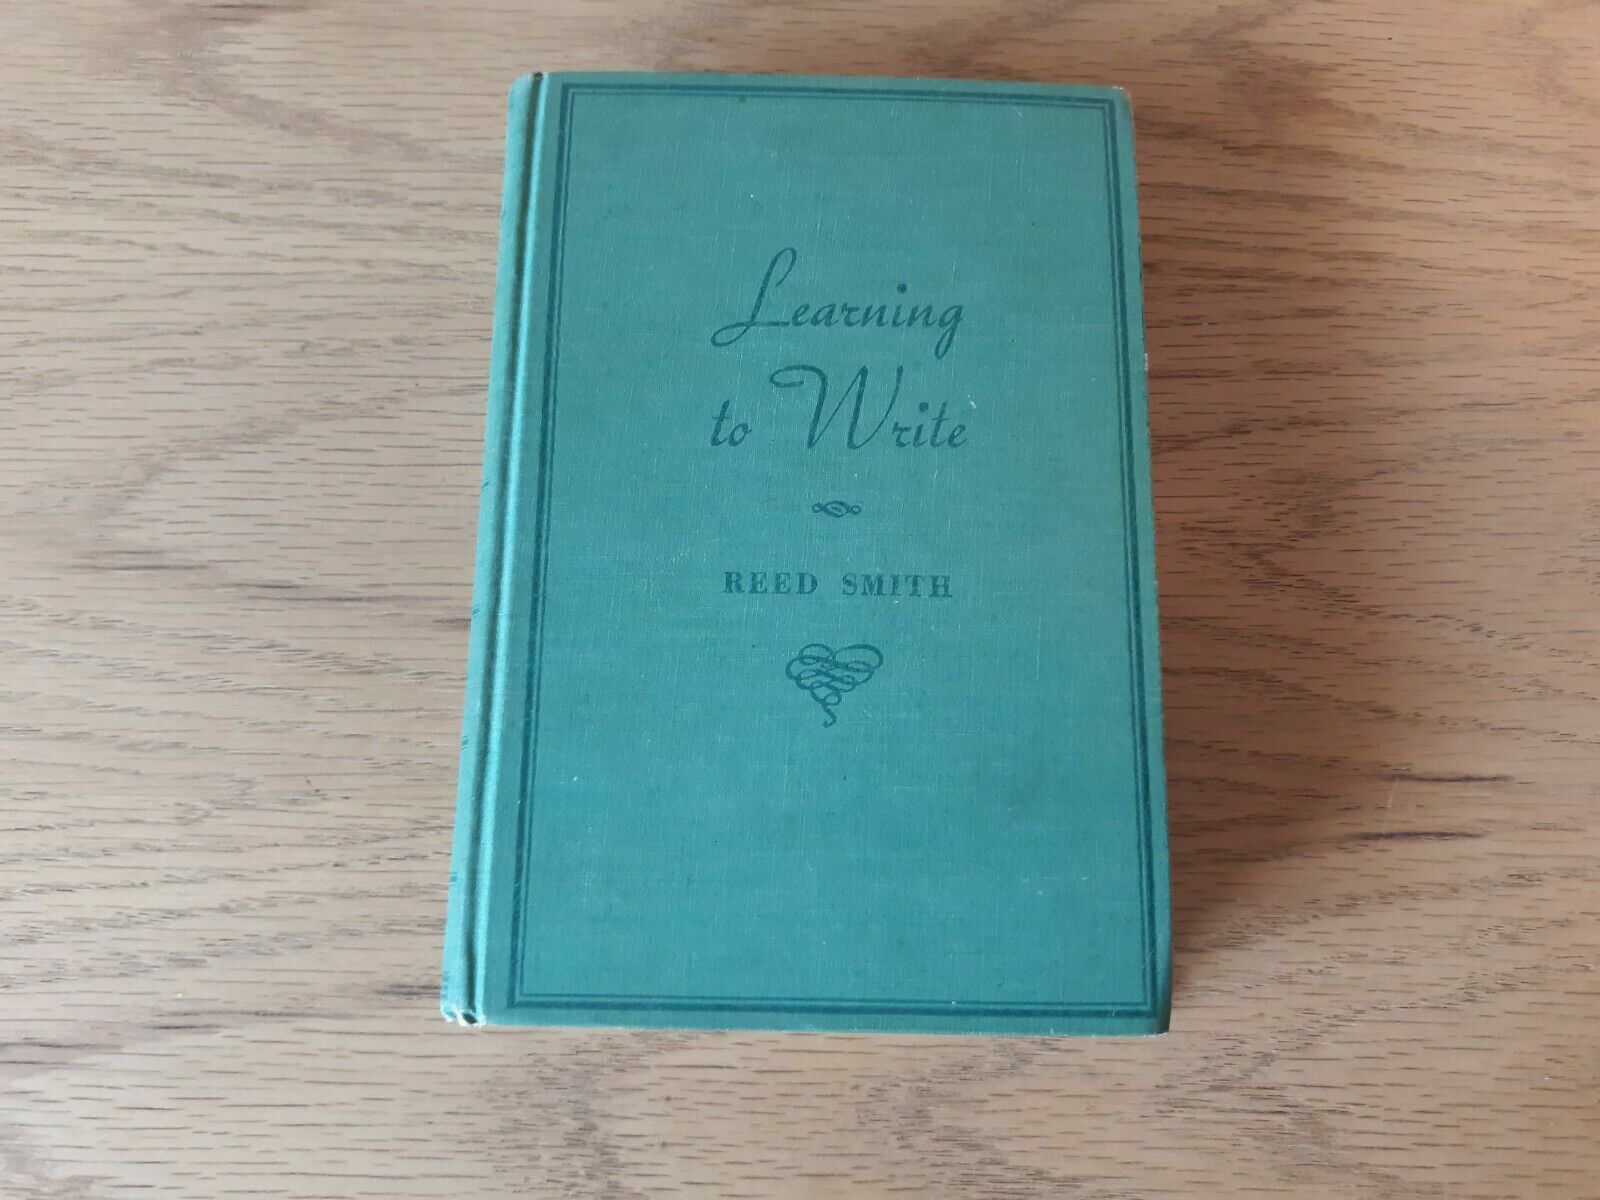 Learning
to Write
REED SMITH